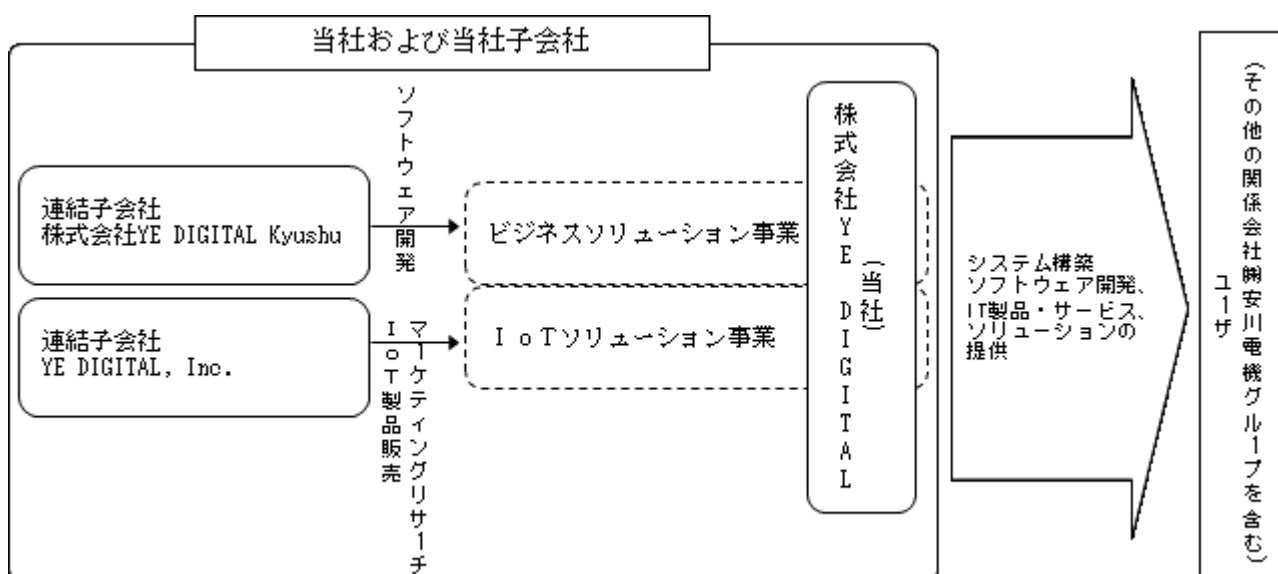 当社および当社子会社
ソフトウェア開発
連結子会社
株式会社YE DIGITAL Kyushu
ビジネスソリューション事業
連結子会社
YE DIGITAL, Inc.
マーケティングリサーチ
IoT製品販売
IoTソリューション事業
株式会社YE DIGITAL
(当社)
システム構築
ソフトウェア開発、
IT製品・サービス、
ソリューションの
提供
(その他の関係会社㈱安川電機グループを含む)
ユーザ